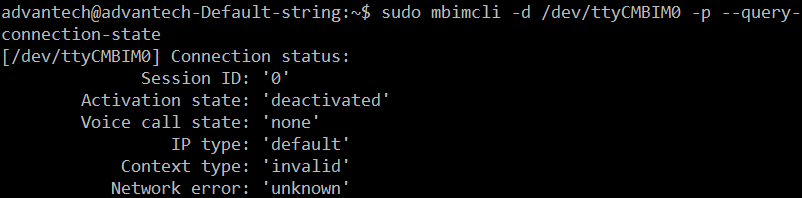 advantech@advantech-Default-string:~$ sudo mbimcli -d /dev/ttyCMBIM0 -p --query-
connection-state
[/dev/ttyCMBIM0] Connection status:
              Session ID: '0'
        Activation state: 'deactivated'
        Voice call state: 'none'
                 IP type: 'default'
            Context type: 'invalid'
           Network error: 'unknown'